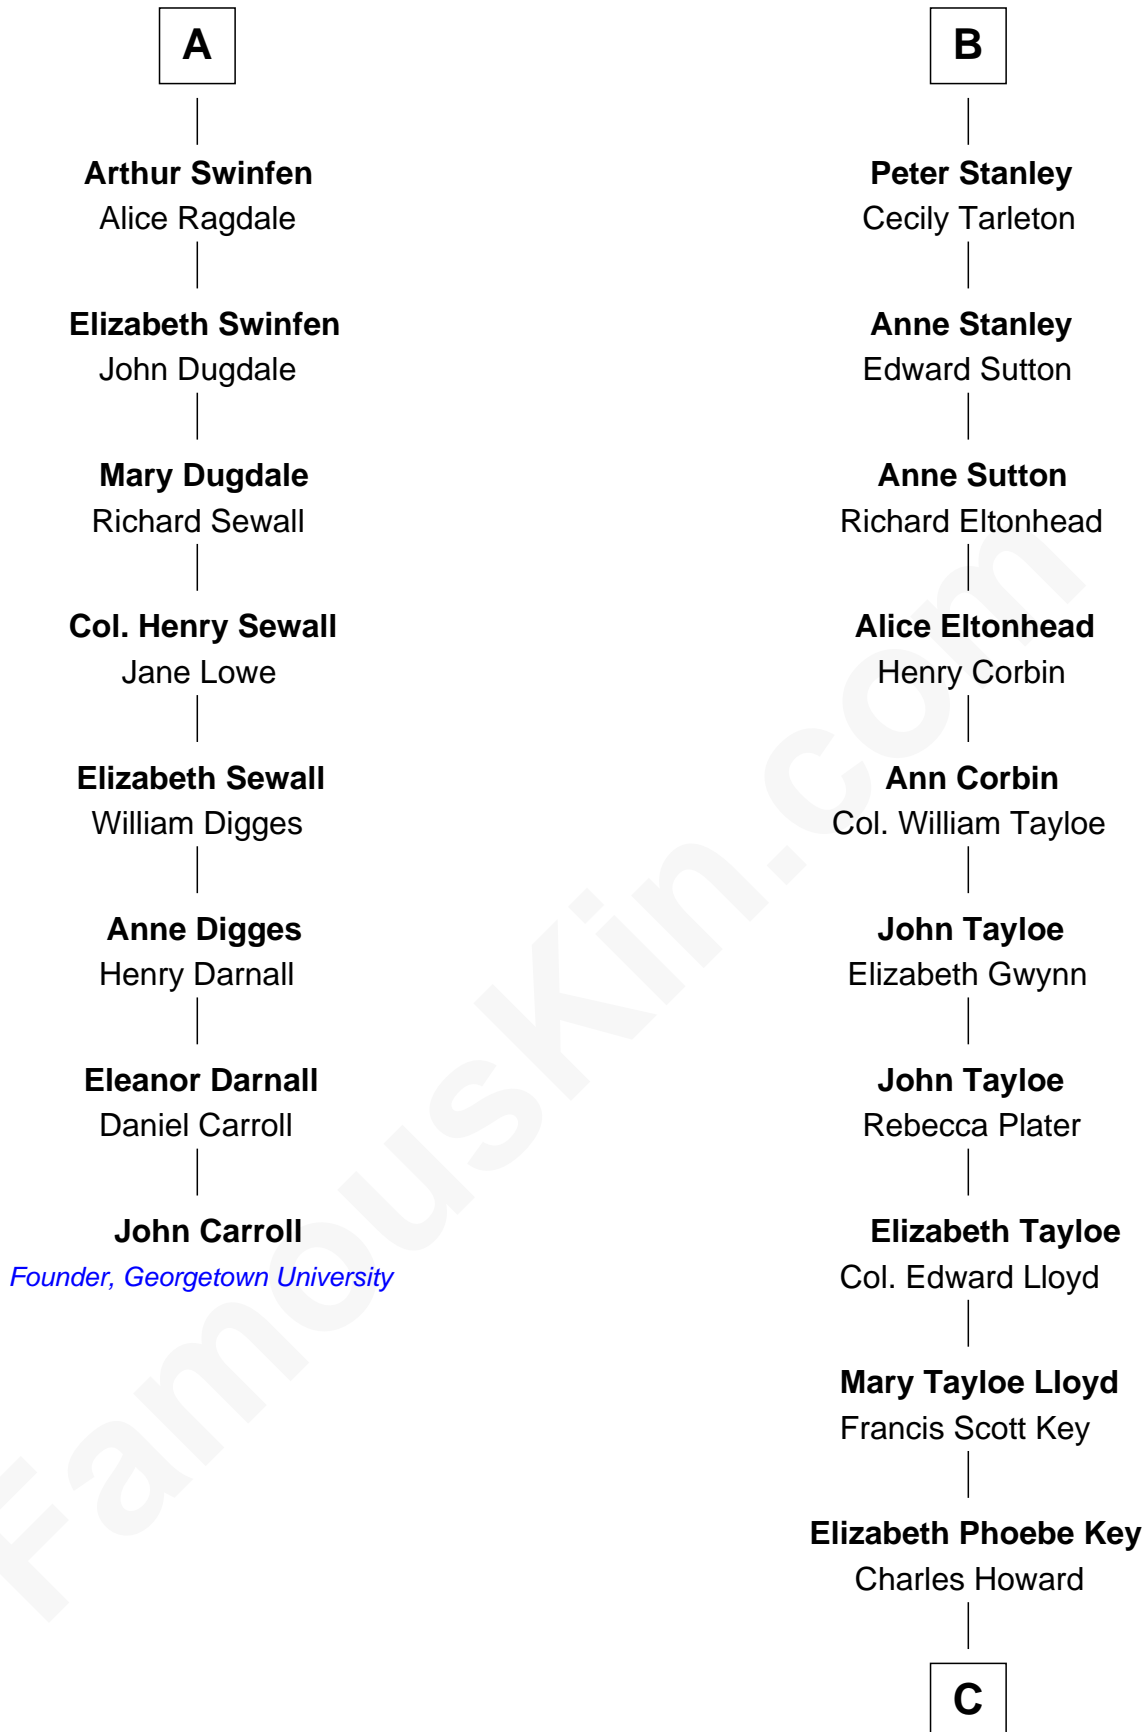 A
Arthur Swinfen
Alice Ragdale
Elizabeth Swinfen
John Dugdale
Mary Dugdale
Richard Sewall
Col. Henry Sewall
Jane Lowe
Elizabeth Sewall
William Digges
Anne Digges
Henry Darnall
Eleanor Darnall
Daniel Carroll
John Carroll
Founder, Georgetown University
B
Peter Stanley
Cecily Tarleton
Anne Stanley
Edward Sutton
Anne Sutton
Richard Eltonhead
Alice Eltonhead
Henry Corbin
Ann Corbin
Col. William Tayloe
John Tayloe
Elizabeth Gwynn
John Tayloe
Rebecca Plater
Elizabeth Tayloe
Col. Edward Lloyd
Mary Tayloe Lloyd
Francis Scott Key
Elizabeth Phoebe Key
Charles Howard
C
FamousKin.com